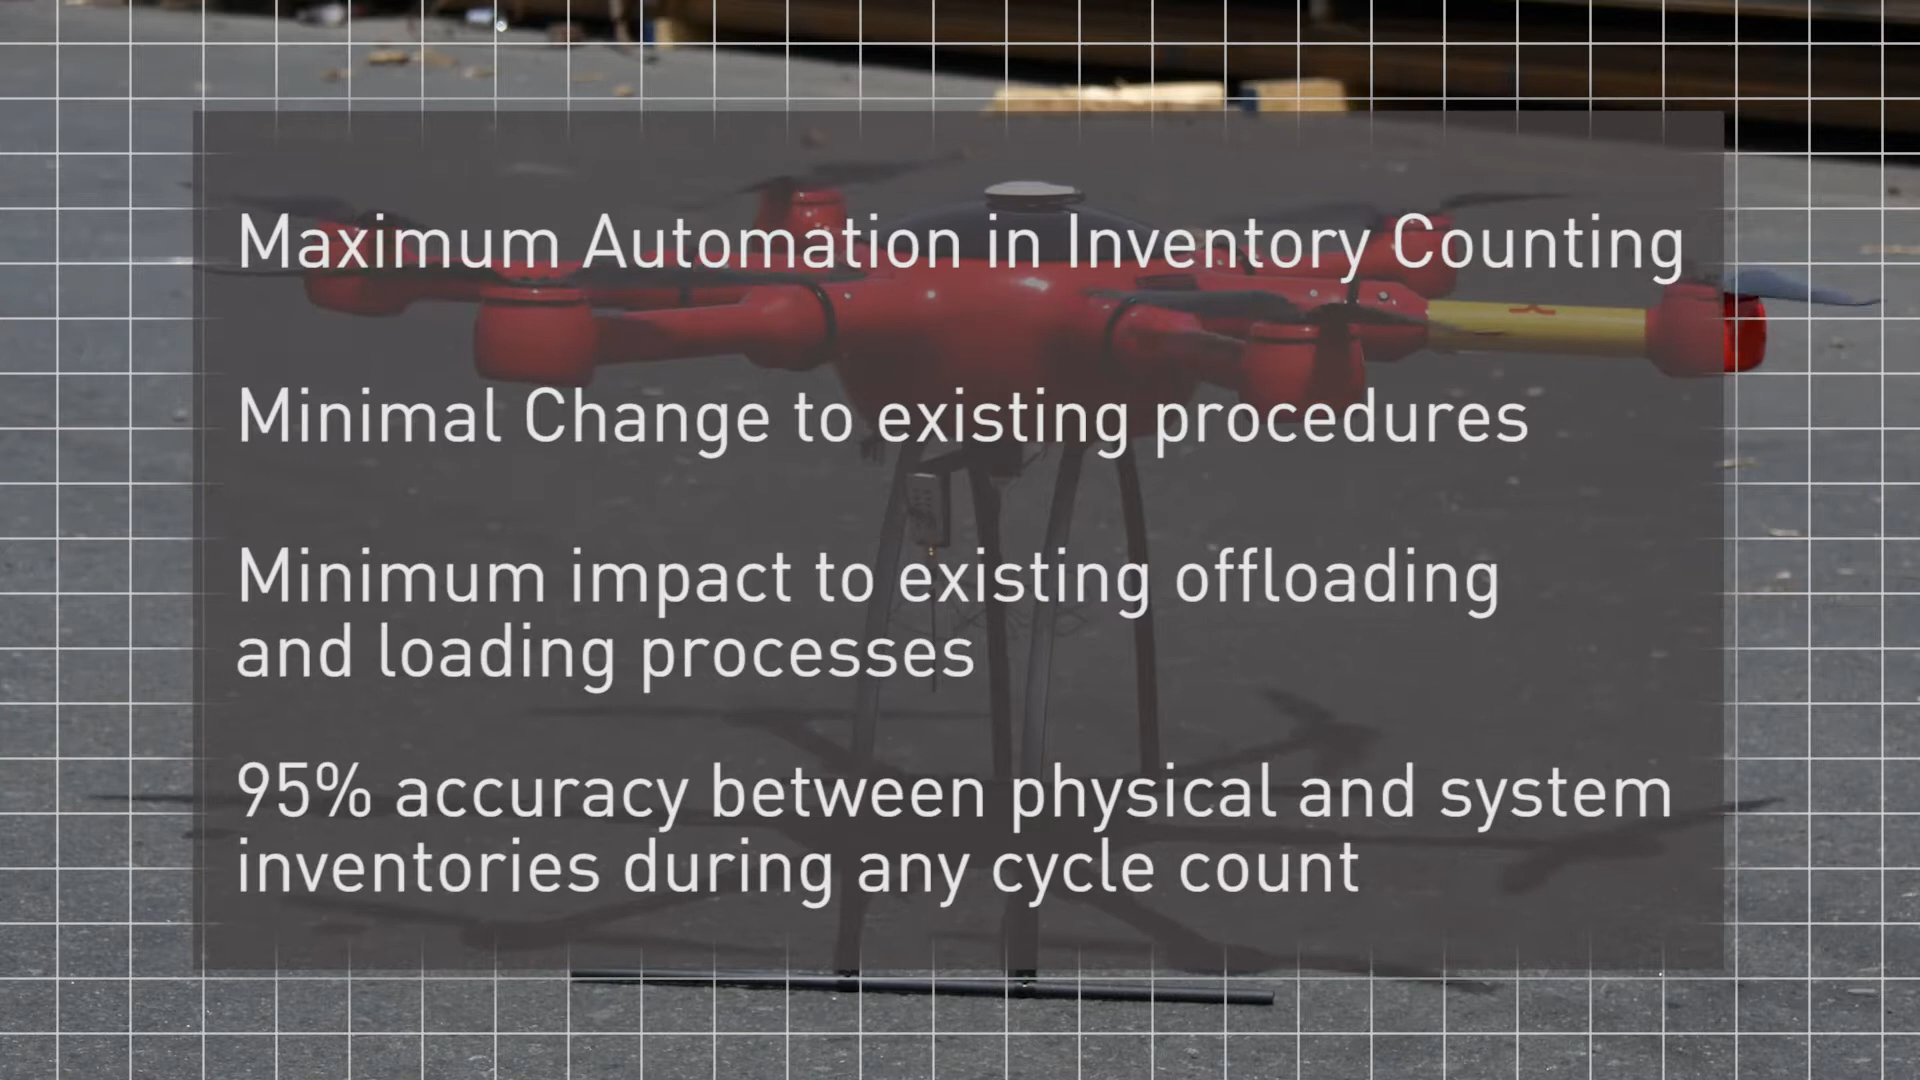 Maximum Automation in Inventory Counting
Minimal Change to existing procedures
Minimum impact to existing offloading
and loading processes
95% accuracy between physical and system
inventories during any cycle count